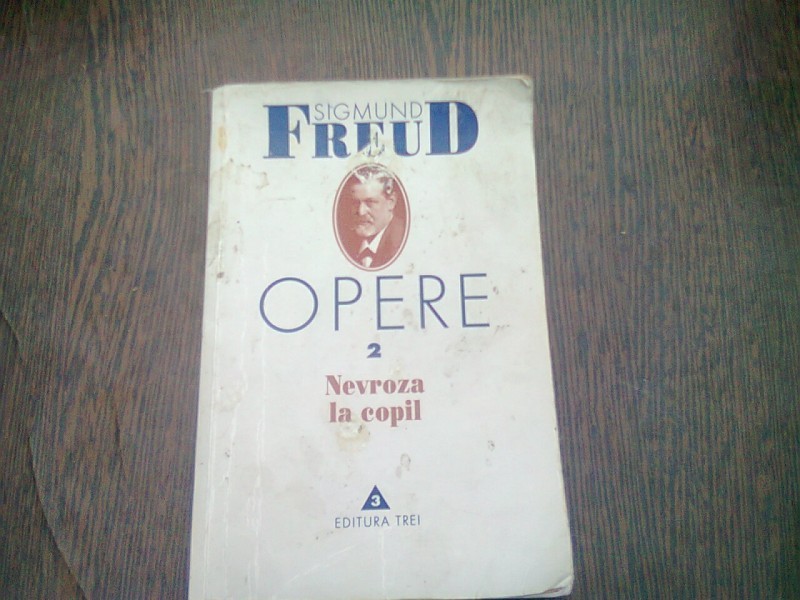 SIGMUND
FREUD
OPERE
2
Nevroza
la copil
3
EDITURA TREI